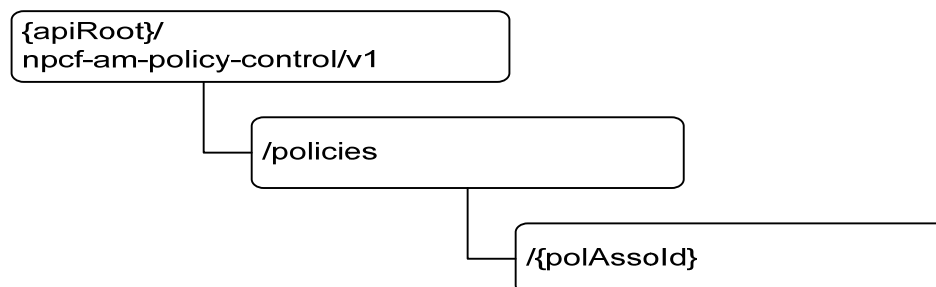 {apiRoot}/
npcf-am-policy-control/v1
/policies
/{polAssoId}